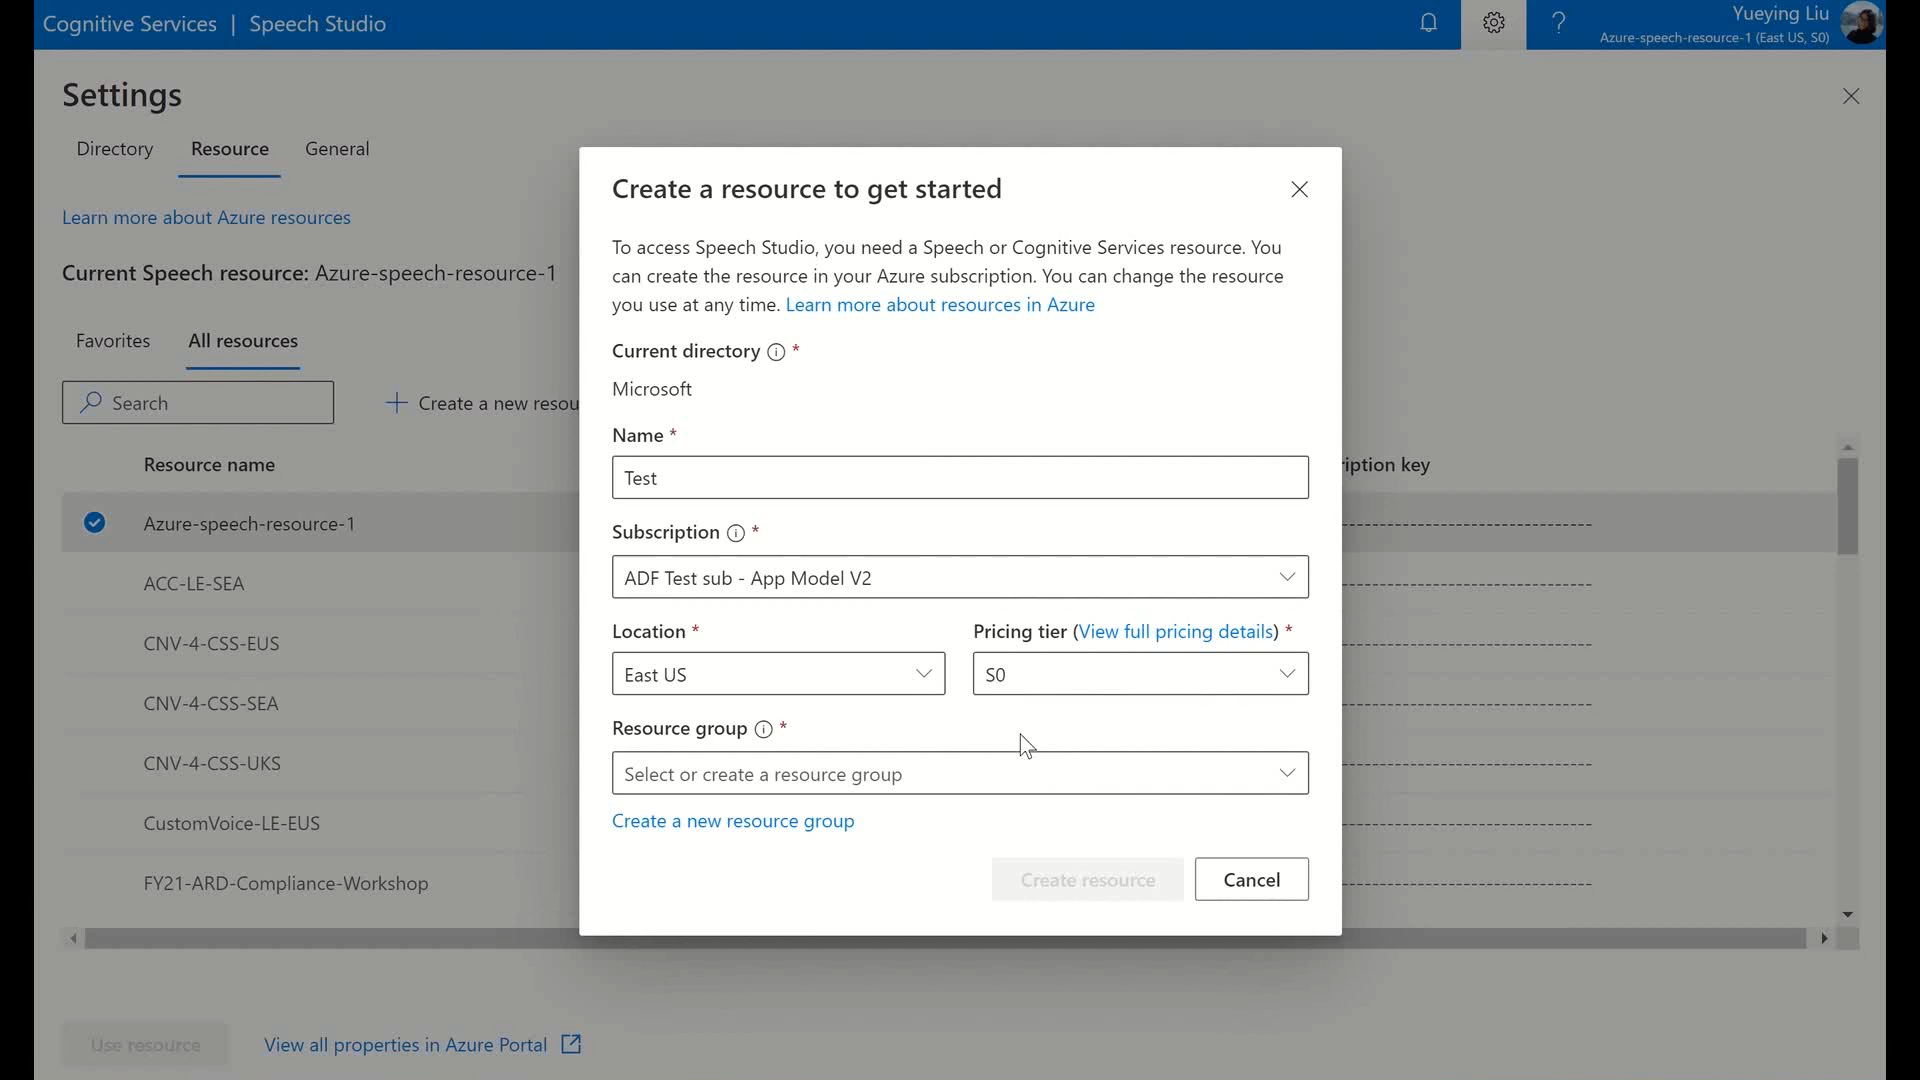 Cognitive Services | Speech Studio
Yueying Liu
Azure-speech-resource-1 (East US, S0)
Settings
Directory
Resource
General
Learn more about Azure resources
Current Speech resource: Azure-speech-resource-1
Favorites
All resources
Search
Create a new resou
Resource name
iption key
Azure-speech-resource-1
ACC-LE-SEA
CNV-4-CSS-EUS
CNV-4-CSS-SEA
CNV-4-CSS-UKS
CustomVoice-LE-EUS
FY21-ARD-Compliance-Workshop
Use resource
View all properties in Azure Portal
Create a resource to get started
To access Speech Studio, you need a Speech or Cognitive Services resource. You
can create the resource in your Azure subscription. You can change the resource
you use at any time. Learn more about resources in Azure
Current directory *
Microsoft
Name *
Test
Subscription *
ADF Test sub - App Model V2
Location *
East US
Pricing tier (View full pricing details) *
S0
Resource group *
Select or create a resource group
Create a new resource group
Create resource
Cancel